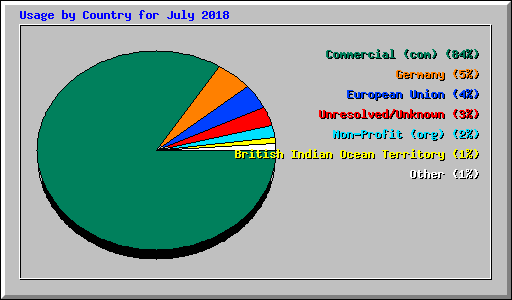 Usage by Country for July 2018
Commercial (com) (84%)
Germany (5%)
European Union (4%)
Unresolved/Unknown (3%)
Non-Profit (org) (2%)
British Indian Ocean Territory (1%)
Other (1%)